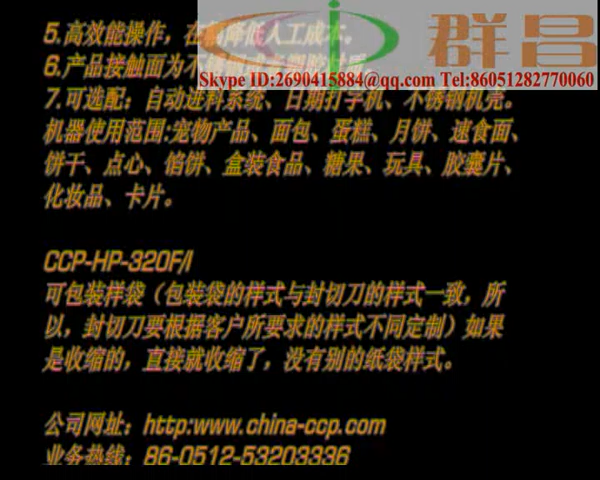 群昌
Skype ID:2690415884@qq.com Tel:8605128277​0060
5.高效能操作，在 降低人工成本。
6.产品接触面为不
7.可选配：自动进料系统、日期打字机、不锈钢机壳。
机器使用范围:宠物产品、面包、蛋糕、月饼、速食面、
饼干、点心、馅饼、盒装食品、糖果、玩具、胶囊片、
化妆品、卡片。
CCP-HP-320F/I
可包装样袋（包装袋的样式与封切刀的样式一致，所
以，封切刀要根据客户所要求的样式不同定制）如果
是收缩的，直接就收缩了，没有别的纸袋样式。
公司网址：http:www.china-ccp.com
业务热线：86-0512-53203336